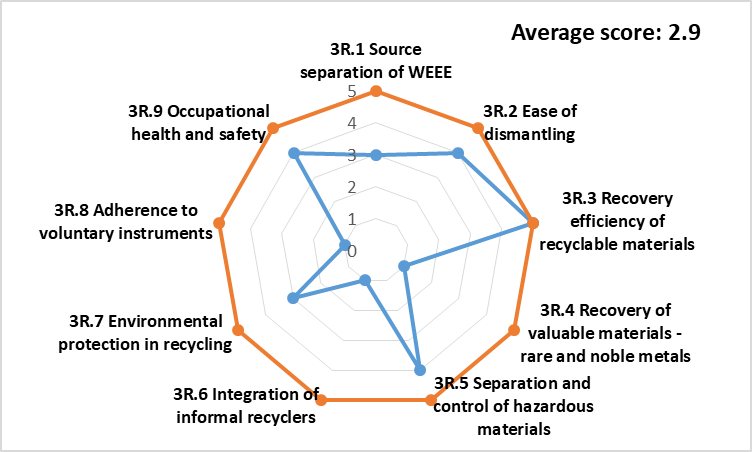 Average score: 2.9
3R.1 Source
separation of WEEE
5
4
3
2
1
0
3R.2 Ease of
dismantling
3R.3 Recovery
efficiency of
recyclable materials
3R.4 Recovery of
valuable materials -
rare and noble metals
3R.5 Separation and
control of hazardous
materials
3R.6 Integration of
informal recyclers
3R.7 Environmental
protection in recycling
3R.8 Adherence to
voluntary instruments
3R.9 Occupational
health and safety